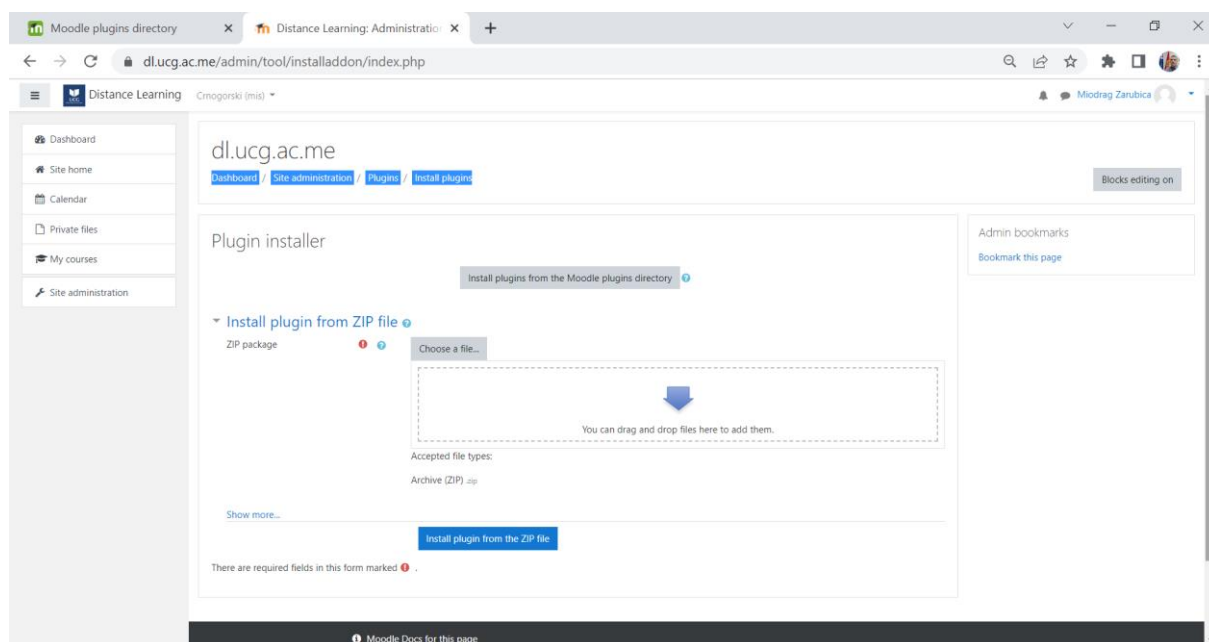 Moodle plugins directory
Distance Learning: Administratio
dl.ucg.ac.me/admin/tool/installaddon/index.php
Distance Learning Crnogorski (mis)
Miodrag Zarubica
Dashboard
Site home
Calendar
Private files
My courses
Site administration
dl.ucg.ac.me
Dashboard / Site administration / Plugins / Install plugins
Blocks editing on
Plugin installer
Install plugins from the Moodle plugins directory
Install plugin from ZIP file
ZIP package
Choose a file...
You can drag and drop files here to add them.
Accepted file types:
Archive (ZIP) .zip
Show more...
Install plugin from the ZIP file
There are required fields in this form marked .
Admin bookmarks
Bookmark this page
Moodle Docs for this page